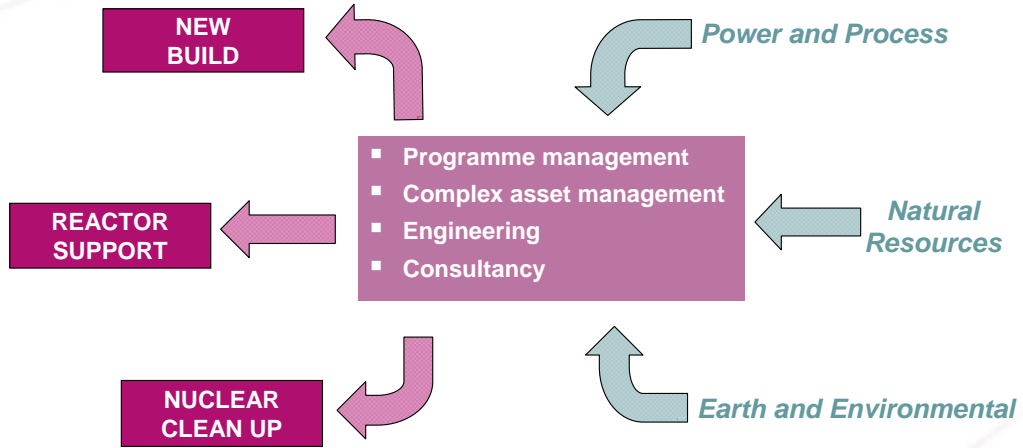 NEW
BUILD
Power and Process
▪ Programme management
▪ Complex asset management
▪ Engineering
▪ Consultancy
REACTOR
SUPPORT
Natural
Resources
NUCLEAR
CLEAN UP
Earth and Environmental